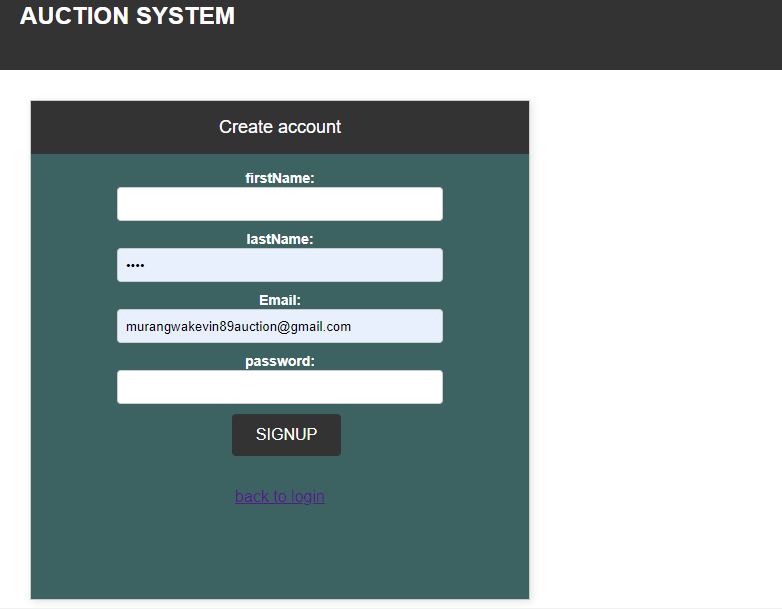 AUCTION SYSTEM
Create account
firstName:
lastName:
••••
Email:
murangwakevin89auction@gmail.com
password:
SIGNUP
back to login